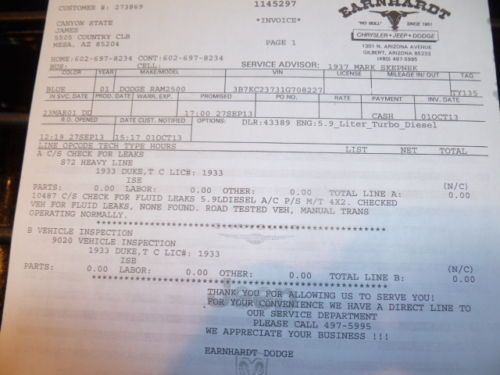 CUSTOMER #: 273869
1145297
*INVOICE*
EARNHARDT
"NO BULL" SINCE 1951
CHRYSLER • JEEP • DODGE
1301 N. ARIZONA AVENUE
GILBERT, ARIZONA 85233
(480) 497-5995
CANYON STATE
JAMES
5505 COUNTRY CLB
MESA, AZ 85204
PAGE 1
HOME:602-697-8234 CONT:602-697-8234
BUS: CELL:
SERVICE ADVISOR: 1937 MARK SKEPNEK
COLOR YEAR MAKE/MODEL VIN LICENSE MILEAGE IN/ OUT TAG
BLUE 01 DODGE RAM2500 3B7KC23731G708227 TY135
IN SVC. DATE PROD. DATE WARR. EXP. PROMISED PO NO. RATE PAYMENT INV. DATE
23MAR01 DD 17:00 27SEP13 CASH 01OCT13
R.O. OPENED DATE CUST. NOTIFIED OPTIONS: DLR:43389 ENG:5.9_Liter_Turbo_Diesel
12:19 27SEP13 15:17 01OCT13
LINE OPCODE TECH TYPE HOURS LIST NET TOTAL
A C/S CHECK FOR LEAKS
S72 HEAVY LINE
1933 DUKE,T C LIC#: 1933
ISE (N/C)
PARTS: 0.00 LABOR: 0.00 OTHER: 0.00 TOTAL LINE A: 0.00
10487 C/S CHECK FOR FLUID LEAKS 5.9LDIESEL A/C P/S M/T 4X2. CHECKED
VEH FOR FLUID LEAKS, NONE FOUND. ROAD TESTED VEH, MANUAL TRANS
OPERATING NORMALLY.
****************************************************
B VEHICLE INSPECTION
9020 VEHICLE INSPECTION
1933 DUKE,T C LIC#: 1933
ISE (N/C)
PARTS: 0.00 LABOR: 0.00 OTHER: 0.00 TOTAL LINE B: 0.00
****************************************************
THANK YOU FOR ALLOWING US TO SERVE YOU!
FOR YOUR CONVENIENCE WE HAVE A DIRECT LINE TO
OUR SERVICE DEPARTMENT
PLEASE CALL 497-5995
WE APPRECIATE YOUR BUSINESS !!!
EARNHARDT DODGE